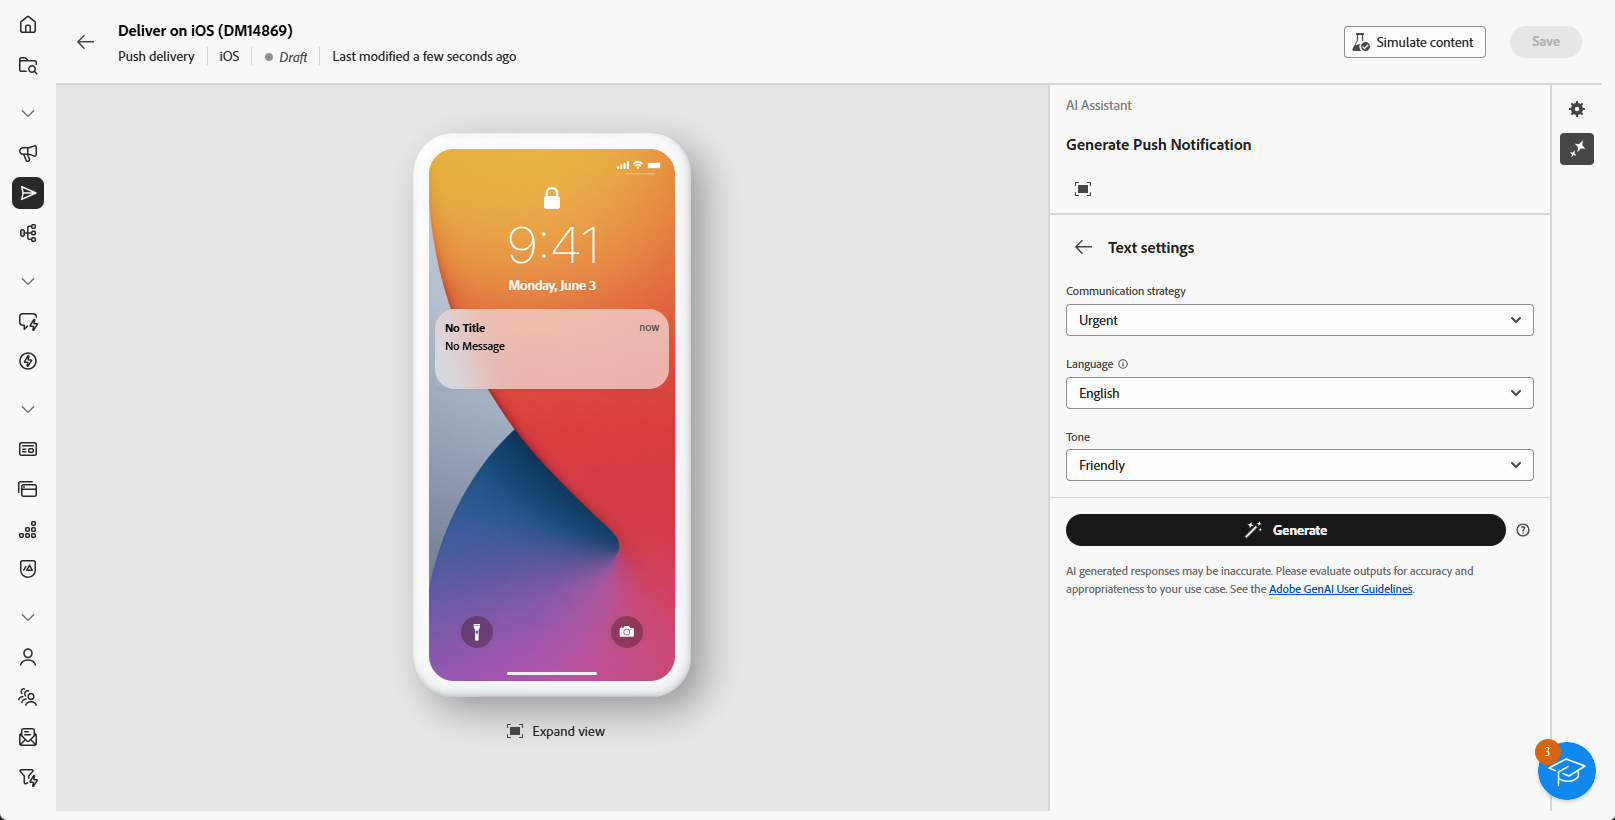 Deliver on iOS (DM14869)
Push delivery
iOS
Draft
Last modified a few seconds ago
Simulate content
Save
9:41
Monday, June 3
No Title
now
No Message
Expand view
AI Assistant
Generate Push Notification
Text settings
Communication strategy
Urgent
Language
English
Tone
Friendly
Generate
AI generated responses may be inaccurate. Please evaluate outputs for accuracy and
appropriateness to your use case. See the Adobe GenAI User Guidelines.
3